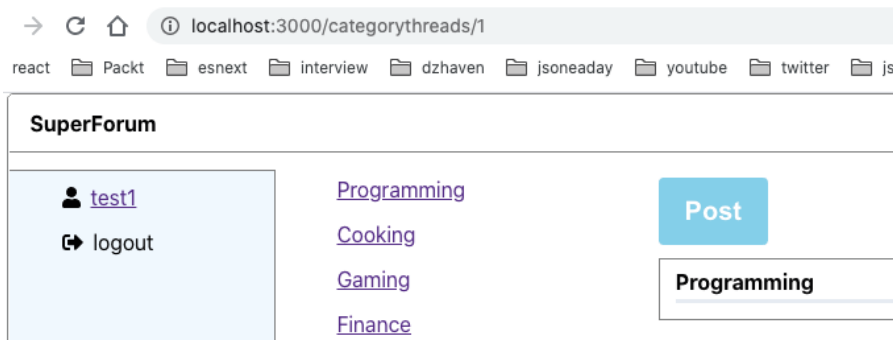 localhost:3000/categorythreads/1
react Packt esnext interview dzhaven jsoneaday youtube twitter
SuperForum
test1
logout
Programming
Cooking
Gaming
Finance
Post
Programming